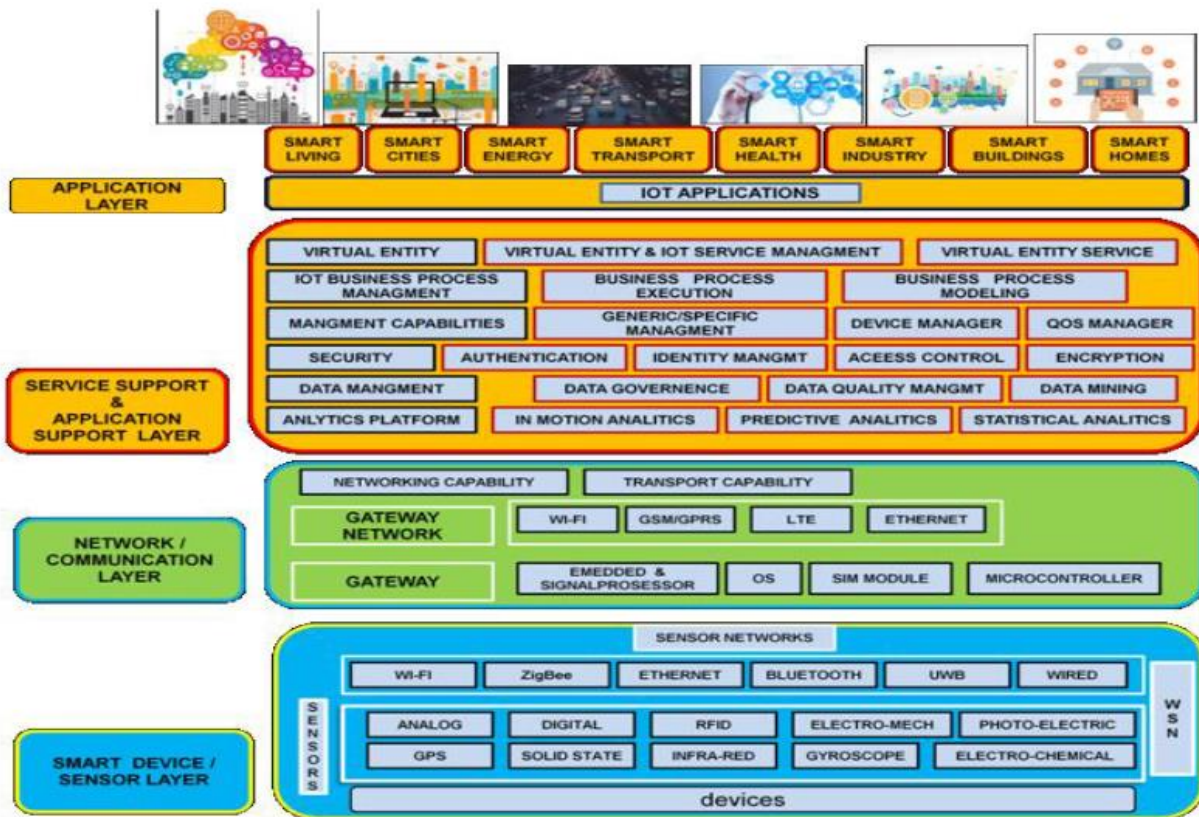 SMART LIVING
SMART CITIES
SMART ENERGY
SMART TRANSPORT
SMART HEALTH
SMART INDUSTRY
SMART BUILDINGS
SMART HOMES
APPLICATION LAYER
IOT APPLICATIONS
VIRTUAL ENTITY
VIRTUAL ENTITY & IOT SERVICE MANAGMENT
VIRTUAL ENTITY SERVICE
IOT BUSINESS PROCESS MANAGMENT
BUSINESS PROCESS EXECUTION
BUSINESS PROCESS MODELING
MANGMENT CAPABILITIES
GENERIC/SPECIFIC MANAGMENT
DEVICE MANAGER
QOS MANAGER
SECURITY
AUTHENTICATION
IDENTITY MANGMT
ACEESS CONTROL
ENCRYPTION
SERVICE SUPPORT & APPLICATION SUPPORT LAYER
DATA MANGMENT
DATA GOVERNENCE
DATA QUALITY MANGMT
DATA MINING
ANLYTICS PLATFORM
IN MOTION ANALITICS
PREDICTIVE ANALITICS
STATISTICAL ANALITICS
NETWORKING CAPABILITY
TRANSPORT CAPABILITY
NETWORK / COMMUNICATION LAYER
GATEWAY NETWORK
WI-FI
GSM/GPRS
LTE
ETHERNET
GATEWAY
EMEDDED & SIGNALPROSESSOR
OS
SIM MODULE
MICROCONTROLLER
SENSOR NETWORKS
WI-FI
ZigBee
ETHERNET
BLUETOOTH
UWB
WIRED
SENSORS
WSN
ANALOG
DIGITAL
RFID
ELECTRO-MECH
PHOTO-ELECTRIC
GPS
SOLID STATE
INFRA-RED
GYROSCOPE
ELECTRO-CHEMICAL
SMART DEVICE / SENSOR LAYER
devices